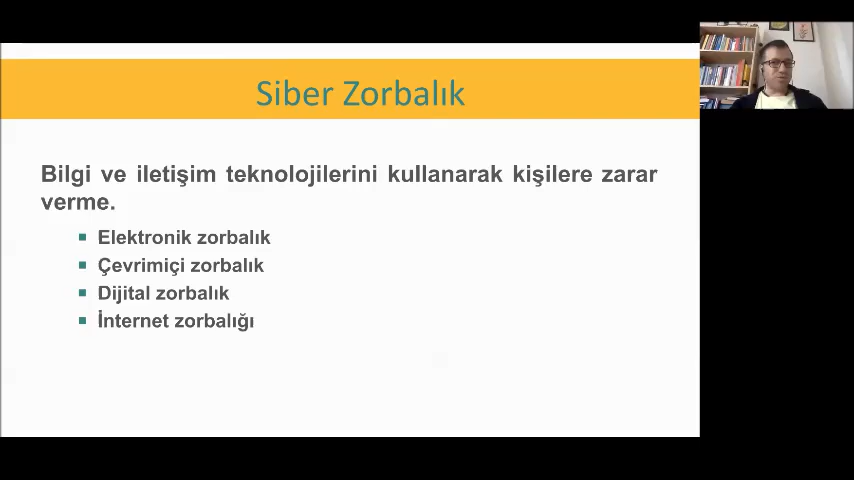 Siber Zorbalık
Bilgi ve iletişim teknolojilerini kullanarak kişilere zarar
verme.
Elektronik zorbalık
Çevrimiçi zorbalık
Dijital zorbalık
İnternet zorbalığı